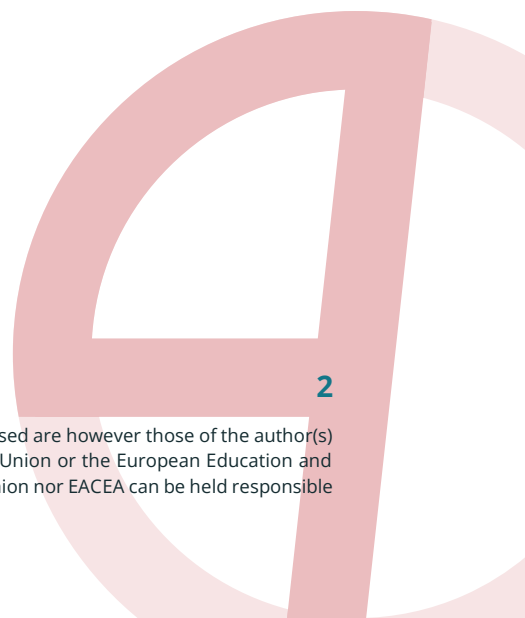 2
sed are however those of the author(s)
Union or the European Education and
ion nor EACEA can be held responsible